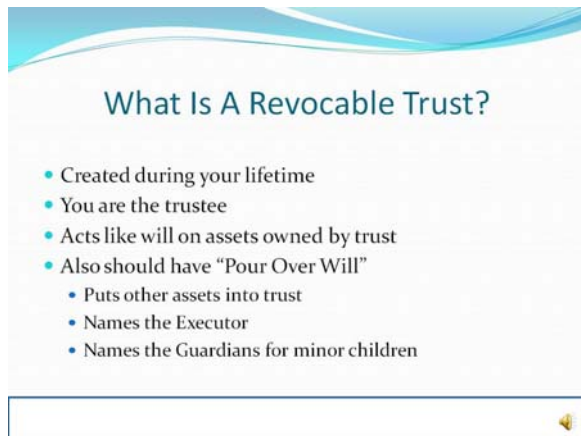 What Is A Revocable Trust?
Created during your lifetime
You are the trustee
Acts like will on assets owned by trust
Also should have “Pour Over Will”
Puts other assets into trust
Names the Executor
Names the Guardians for minor children